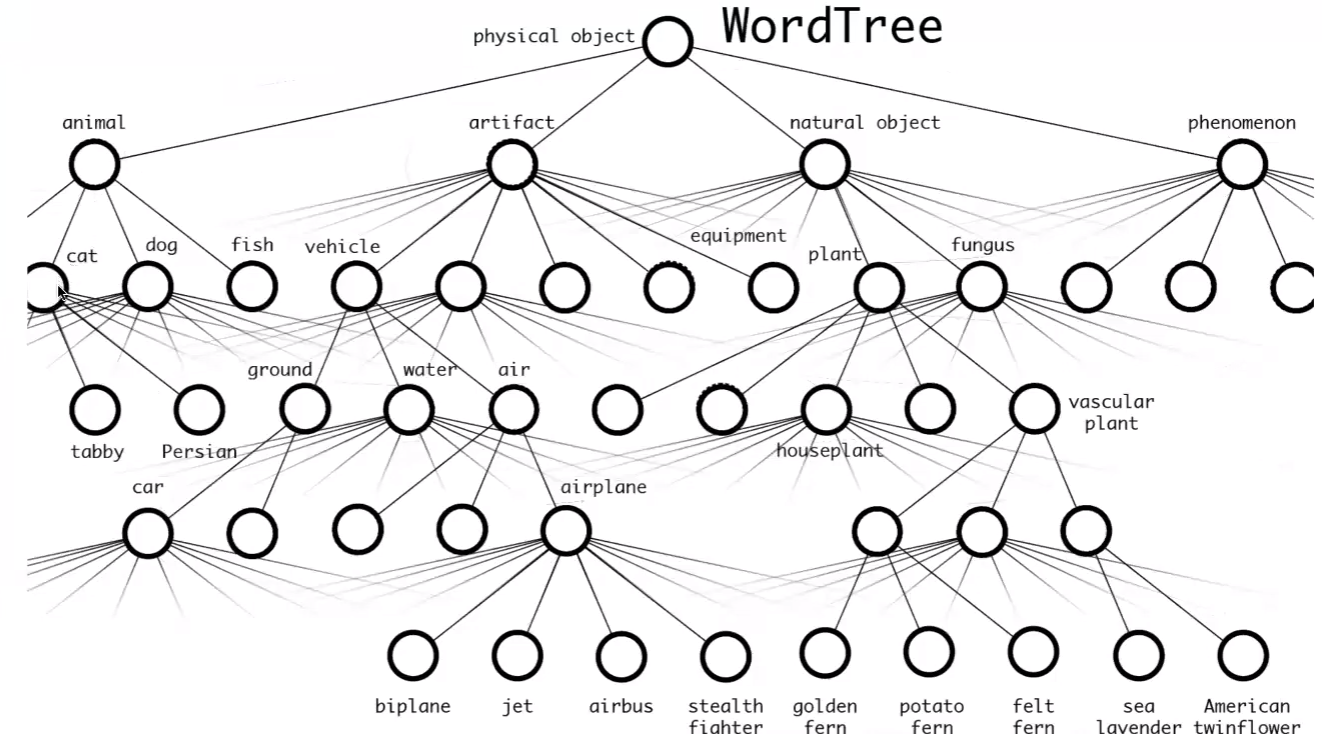 WordTree
physical object
animal
artifact
natural object
phenomenon
cat
dog
fish
vehicle
equipment
plant
fungus
ground
water
air
tabby
Persian
houseplant
vascular
plant
car
airplane
biplane
jet
airbus
stealth
fighter
golden
fern
potato
fern
felt
fern
sea
lavender
American
twinflower